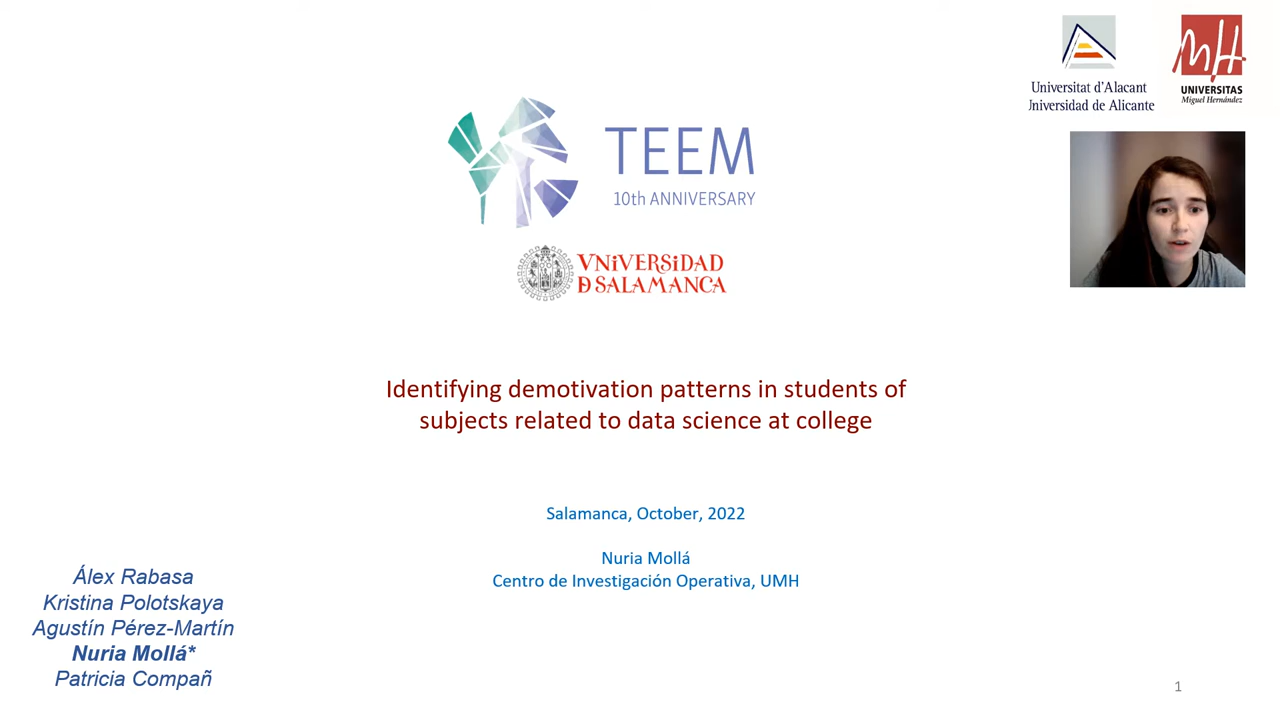 Universitat d'Alacant
Universidad de Alicante
UNIVERSITAS
Miguel Hernández
TEEM
10th ANNIVERSARY
VNiVERSiDAD
D SALAMANCA
Identifying demotivation patterns in students of
subjects related to data science at college
Salamanca, October, 2022
Nuria Mollá
Centro de Investigación Operativa, UMH
Álex Rabasa
Kristina Polotskaya
Agustín Pérez-Martín
Nuria Mollá*
Patricia Compañ
1